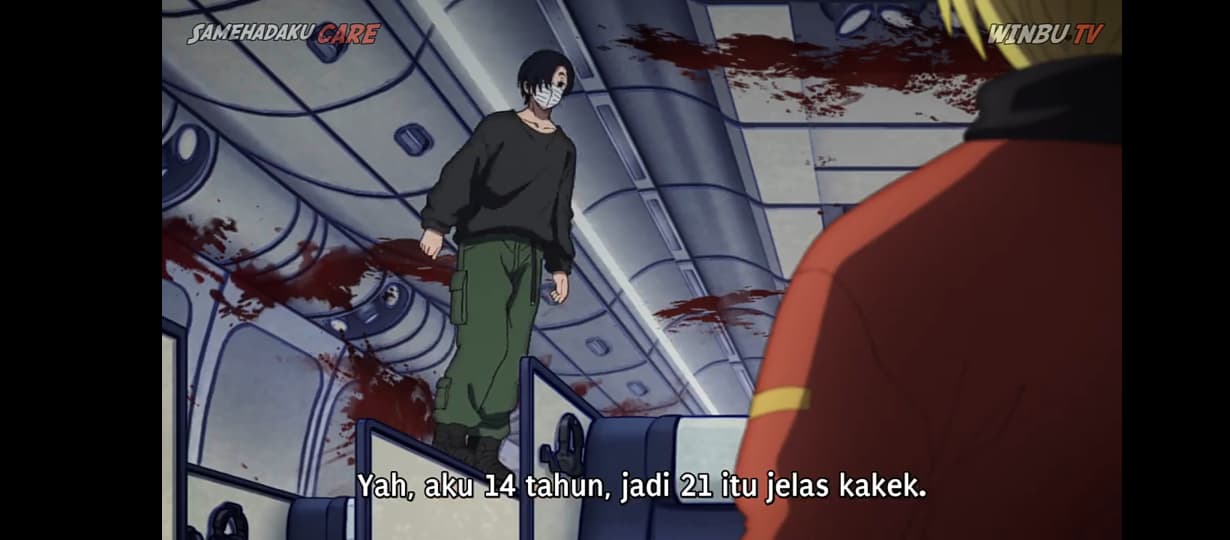 SAMEHADAKU CARE
WINBU TV
Yah, aku 14 tahun, jadi 21 itu jelas kakek.